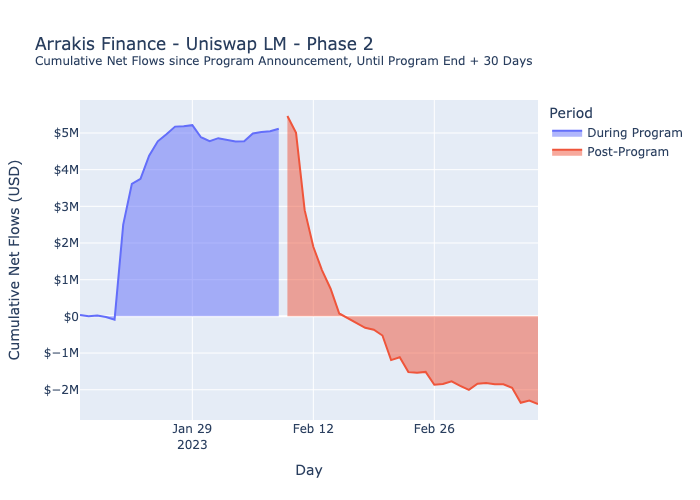 Arrakis Finance - Uniswap LM - Phase 2
Cumulative Net Flows since Program Announcement, Until Program End + 30 Days
Period
During Program
Post-Program
Cumulative Net Flows (USD)
$5M
$4M
$3M
$2M
$1M
$0
$−1M
$−2M
Jan 29
2023
Feb 12
Feb 26
Day